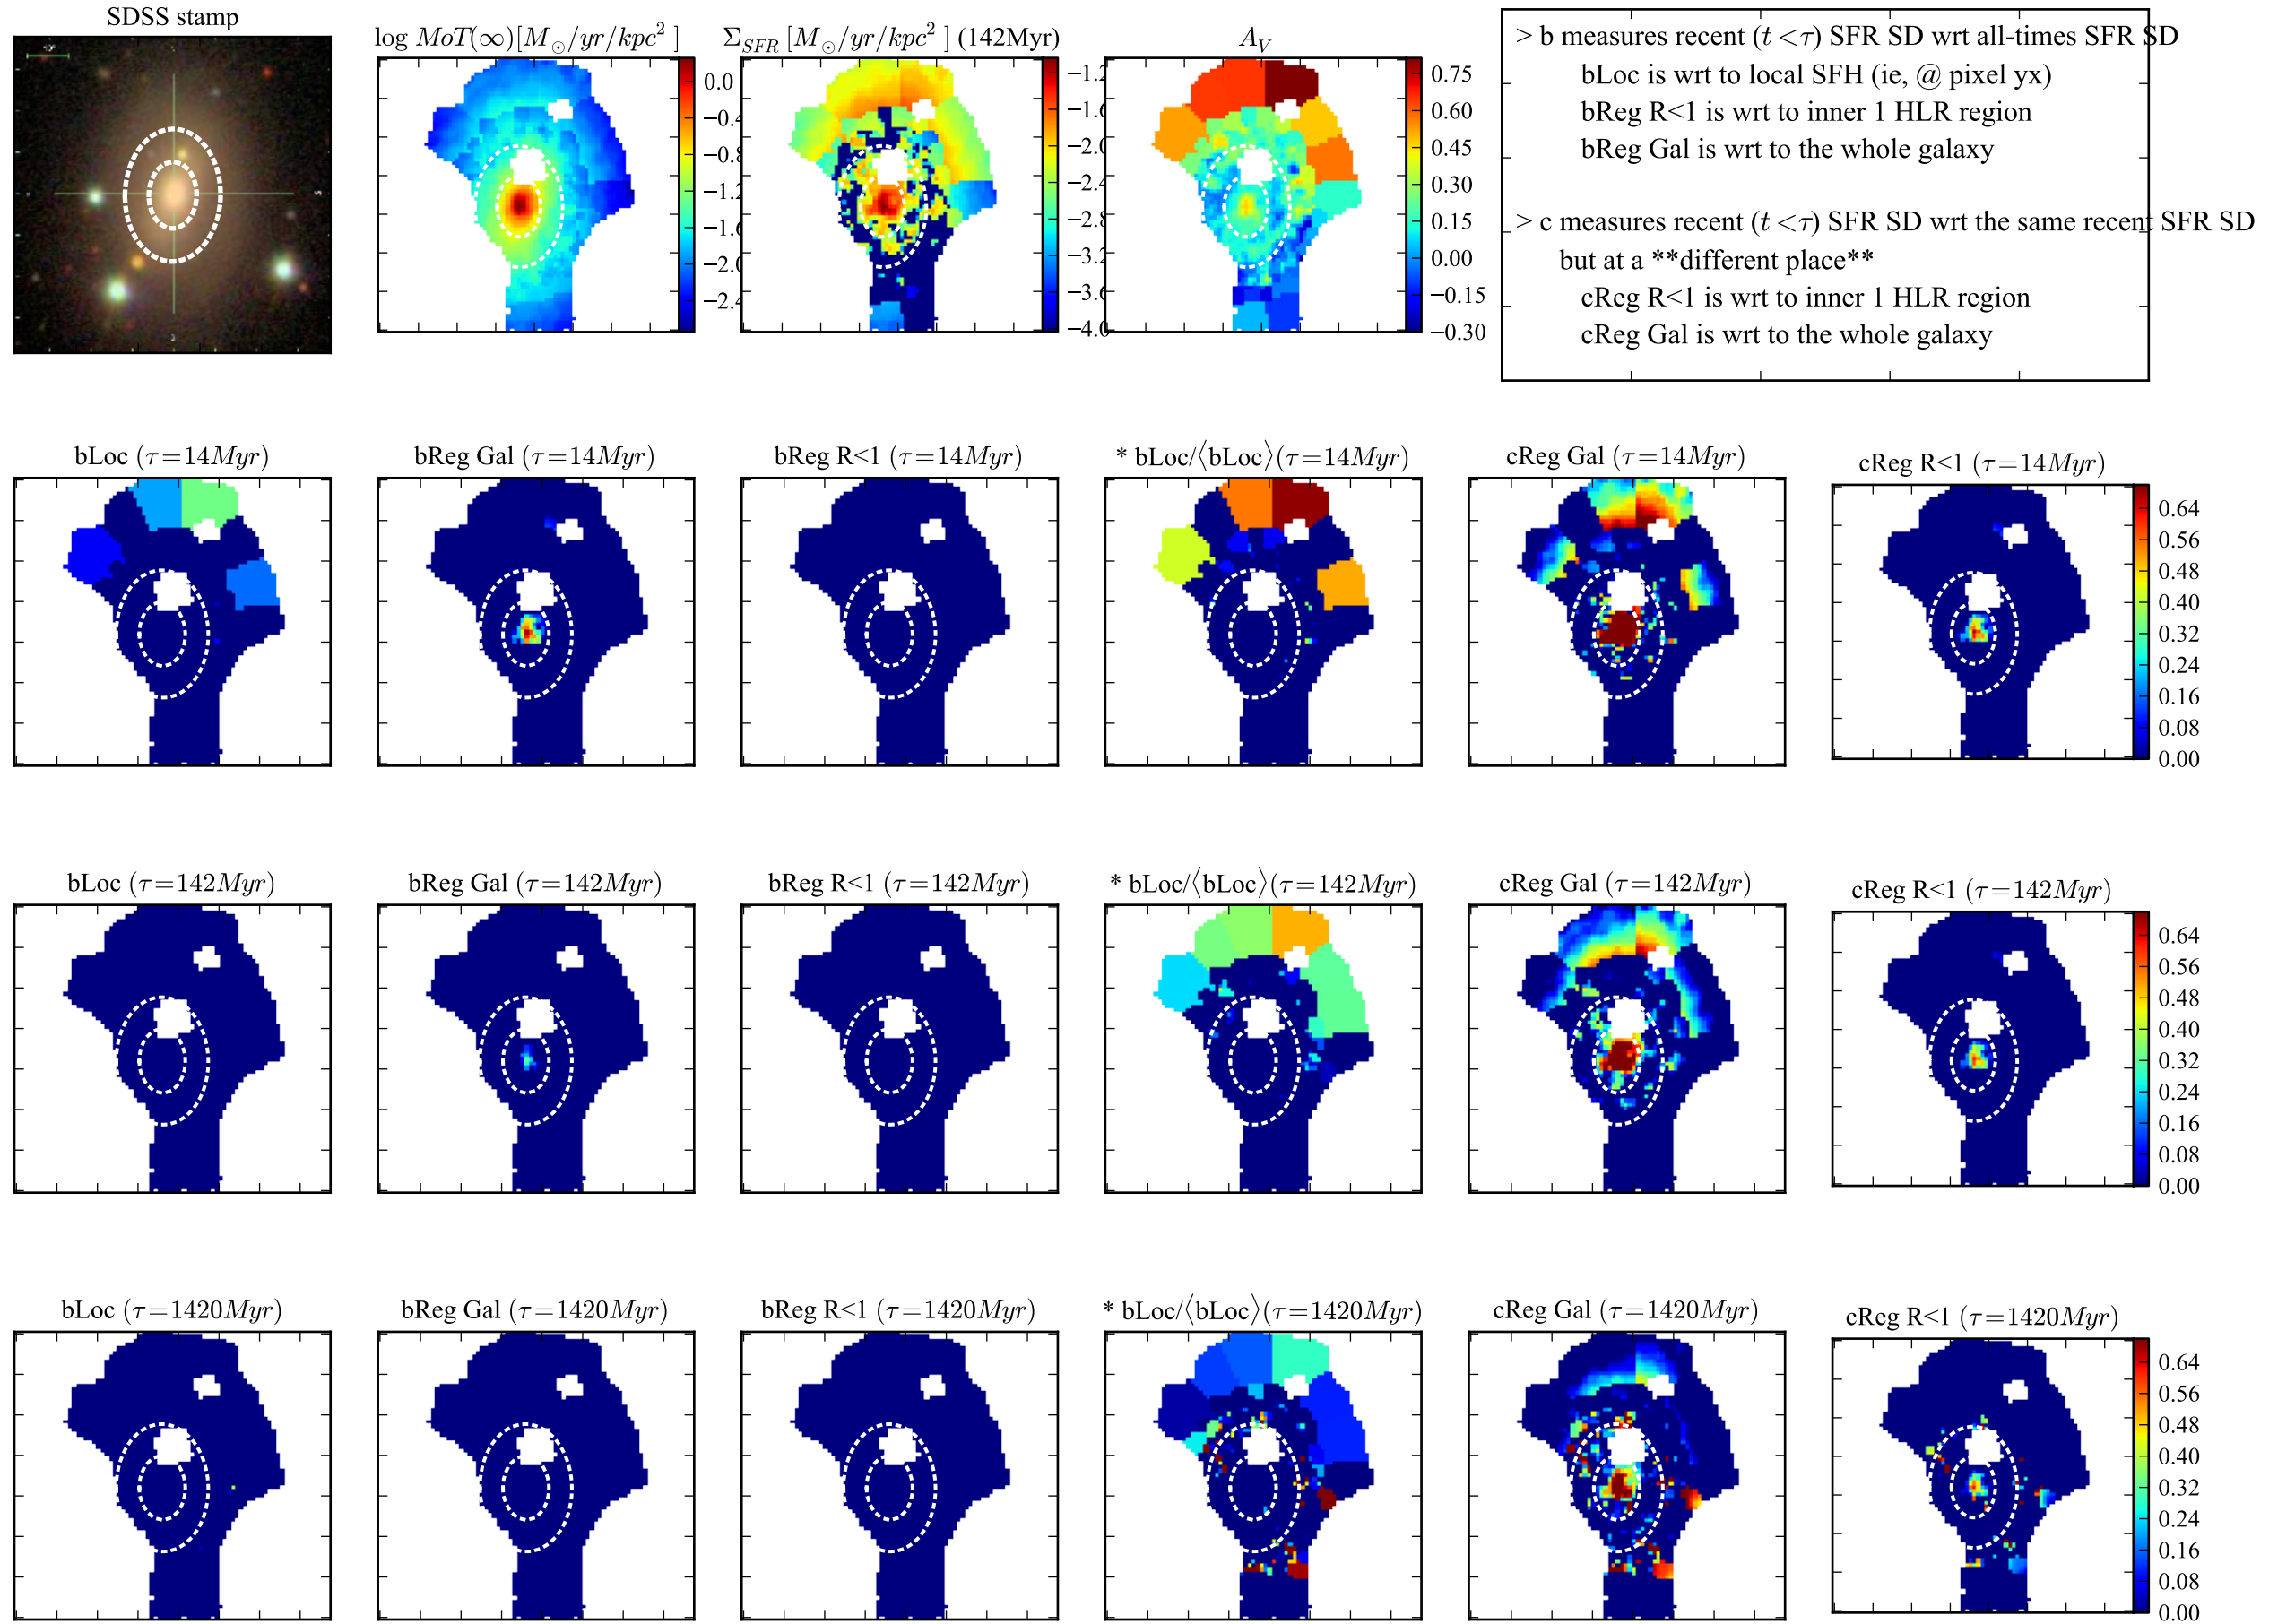 SDSS stamp
log MoT(∞)[M⊙/yr/kpc² ]
Σ_SFR [M⊙/yr/kpc² ] (142Myr)
A_V
0.0
−0.4
−0.8
−1.2
−1.6
−2.0
−2.4
−1.2
−1.6
−2.0
−2.4
−2.8
−3.2
−3.6
−4.0
0.75
0.60
0.45
0.30
0.15
0.00
−0.15
−0.30
> b measures recent (t <τ) SFR SD wrt all-times SFR SD
bLoc is wrt to local SFH (ie, @ pixel yx)
bReg R<1 is wrt to inner 1 HLR region
bReg Gal is wrt to the whole galaxy
> c measures recent (t <τ) SFR SD wrt the same recent SFR SD
but at a **different place**
cReg R<1 is wrt to inner 1 HLR region
cReg Gal is wrt to the whole galaxy
bLoc (τ=14Myr)
bReg Gal (τ=14Myr)
bReg R<1 (τ=14Myr)
* bLoc/⟨bLoc⟩(τ=14Myr)
cReg Gal (τ=14Myr)
cReg R<1 (τ=14Myr)
0.64
0.56
0.48
0.40
0.32
0.24
0.16
0.08
0.00
bLoc (τ=142Myr)
bReg Gal (τ=142Myr)
bReg R<1 (τ=142Myr)
* bLoc/⟨bLoc⟩(τ=142Myr)
cReg Gal (τ=142Myr)
cReg R<1 (τ=142Myr)
0.64
0.56
0.48
0.40
0.32
0.24
0.16
0.08
0.00
bLoc (τ=1420Myr)
bReg Gal (τ=1420Myr)
bReg R<1 (τ=1420Myr)
* bLoc/⟨bLoc⟩(τ=1420Myr)
cReg Gal (τ=1420Myr)
cReg R<1 (τ=1420Myr)
0.64
0.56
0.48
0.40
0.32
0.24
0.16
0.08
0.00